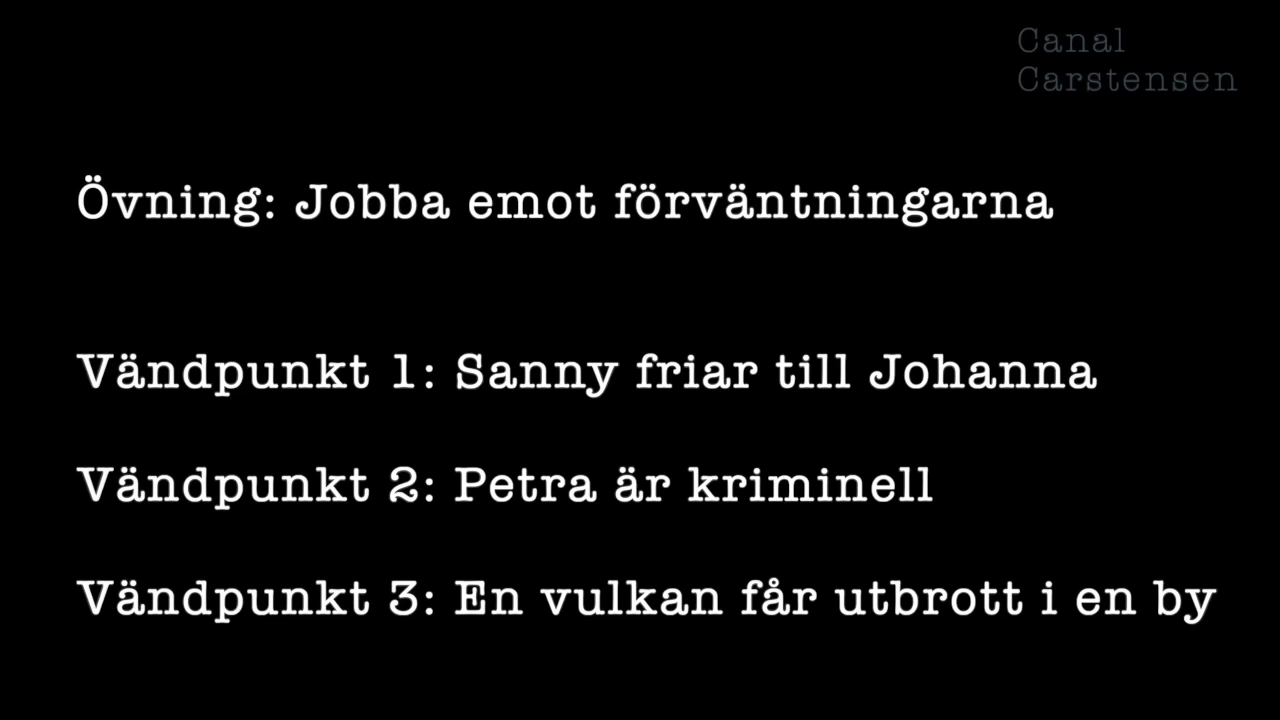 Canal
Carstensen
Övning: Jobba emot förväntningarna
Vändpunkt 1: Sanny friar till Johanna
Vändpunkt 2: Petra är kriminell
Vändpunkt 3: En vulkan får utbrott i en by